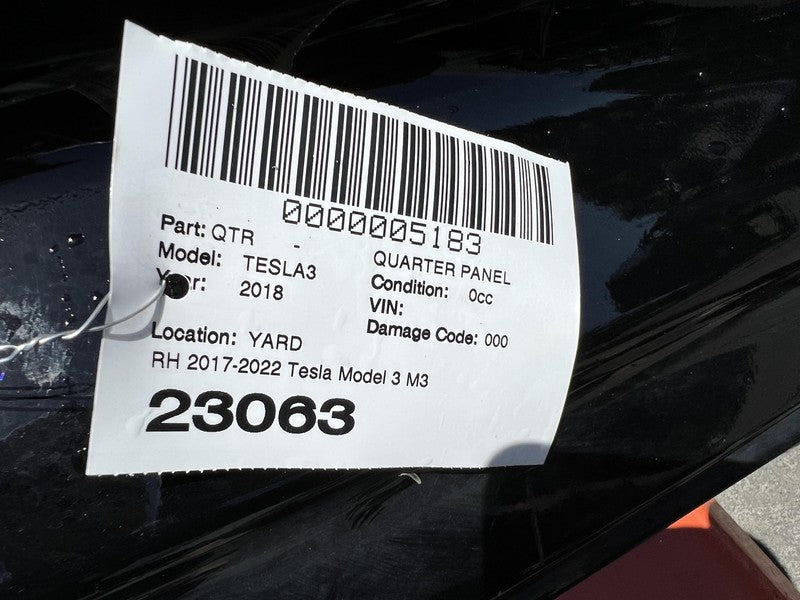 0000005183
Part: QTR - QUARTER PANEL
Model: TESLA3 Condition: 0cc
Year: 2018 VIN:
Damage Code: 000
Location: YARD
RH 2017-2022 Tesla Model 3 M3
23063